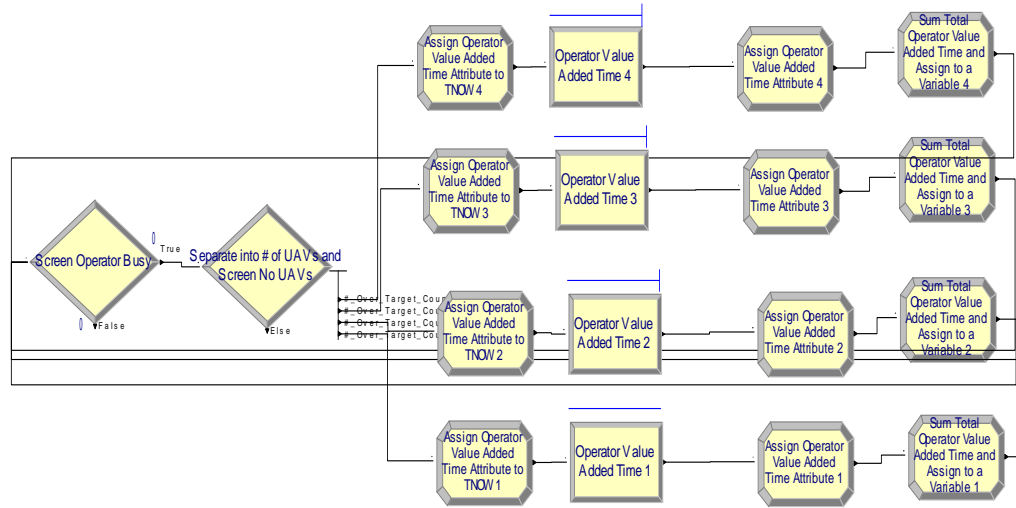 Assign Operator
Value Added
Time Attribute to
TNOW 4
Operator Value
Added Time 4
Assign Operator
Value Added
Time Attribute 4
Sum Total
Operator Value
Added Time and
Assign to a
Variable 4
Assign Operator
Value Added
Time Attribute to
TNOW 3
Operator Value
Added Time 3
Assign Operator
Value Added
Time Attribute 3
Sum Total
Operator Value
Added Time and
Assign to a
Variable 3
Screen Operator Busy
0
True
0
False
Separate into # of UAVs and
Screen No UAVs
Else
#_Over_Target_Cou
#_Over_Target_Cou
#_Over_Target_Cou
#_Over_Target_Cou
Assign Operator
Value Added
Time Attribute to
TNOW 2
Operator Value
Added Time 2
Assign Operator
Value Added
Time Attribute 2
Sum Total
Operator Value
Added Time and
Assign to a
Variable 2
Assign Operator
Value Added
Time Attribute to
TNOW 1
Operator Value
Added Time 1
Assign Operator
Value Added
Time Attribute 1
Sum Total
Operator Value
Added Time and
Assign to a
Variable 1